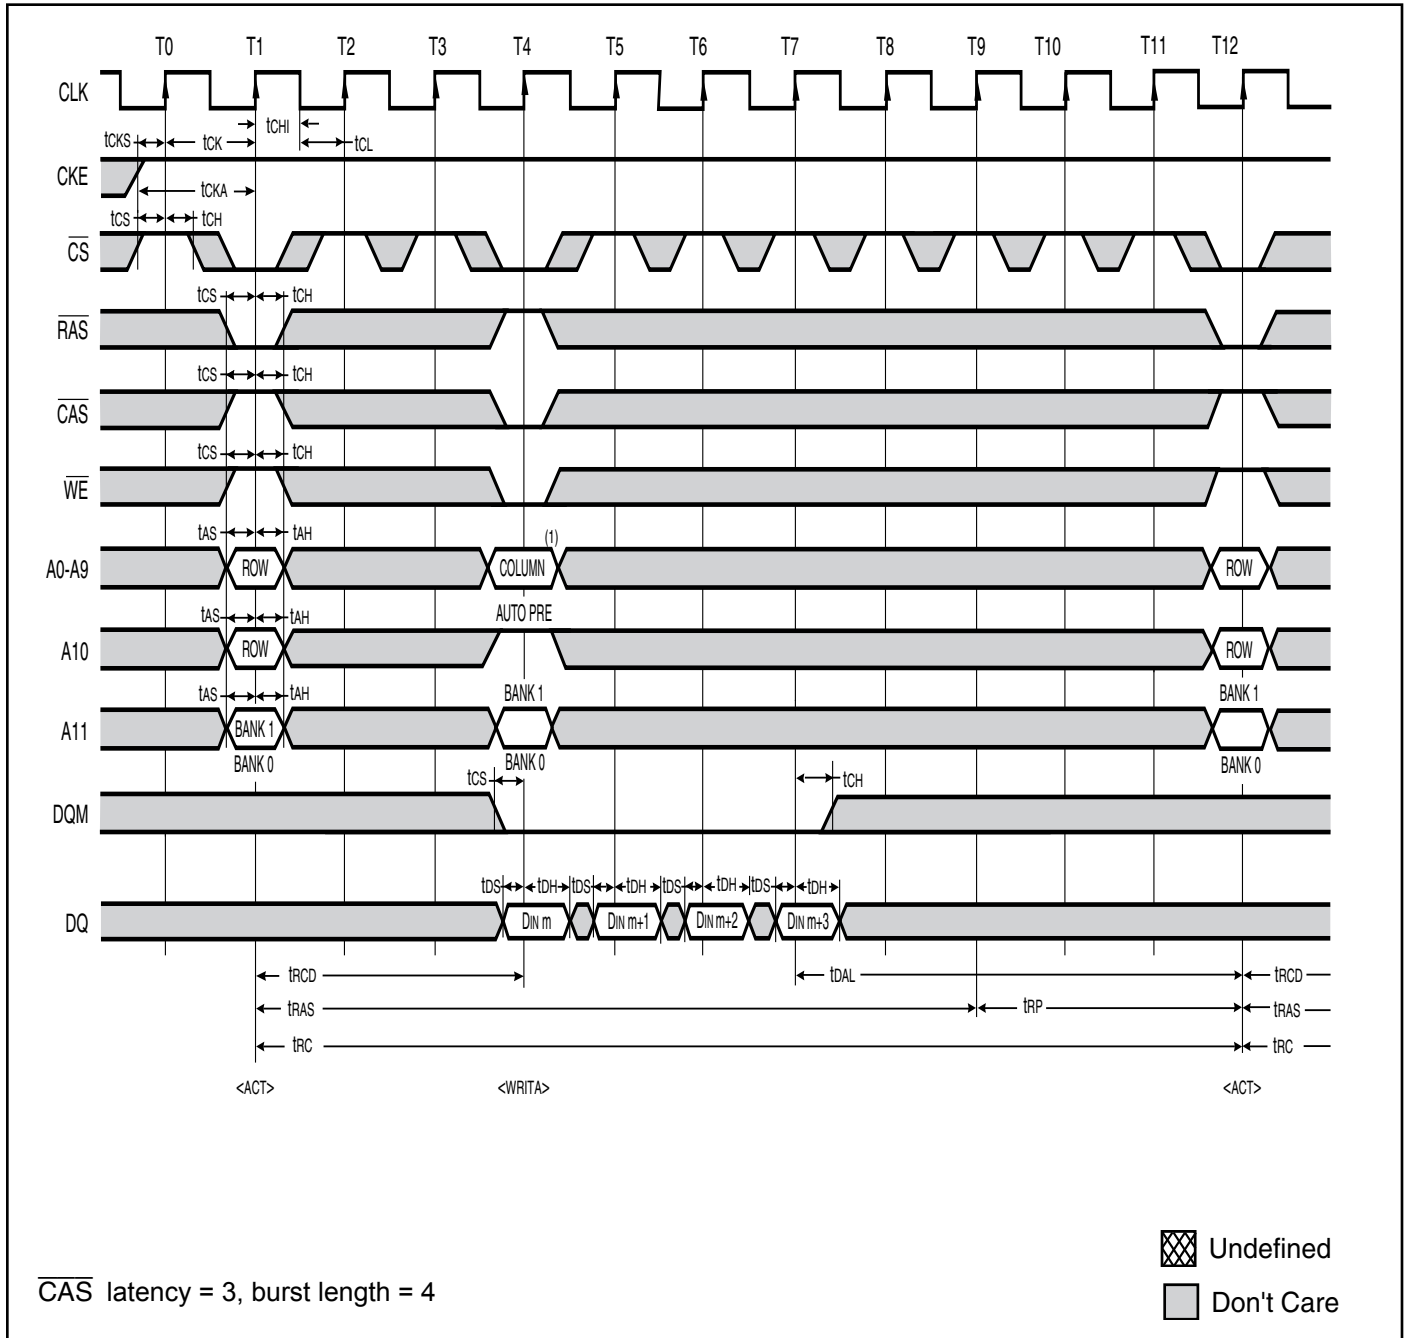 T0 T1 T2 T3 T4 T5 T6 T7 T8 T9 T10 T11 T12
CLK
tCHI
tCKS tCK tCL
CKE
tCKA
tCS tCH
CS
tCS tCH
RAS
tCS tCH
CAS
tCS tCH
WE
tAS tAH (1)
A0-A9 ROW COLUMN ROW
AUTO PRE
tAS tAH
A10 ROW ROW
tAS tAH BANK 1 BANK 1
A11 BANK 1
BANK 0 BANK 0 BANK 0
tCS tCH
DQM
tDS tDH tDS tDH tDS tDH tDS tDH
DQ DIN m DIN m+1 DIN m+2 DIN m+3
tRCD tDAL tRCD
tRAS tRP tRAS
tRC tRC
<ACT> <WRITA> <ACT>
Undefined
CAS latency = 3, burst length = 4
Don't Care